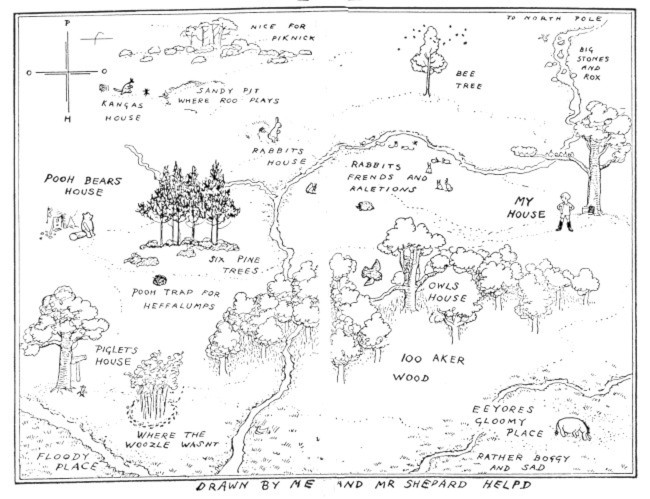 TO NORTH POLE
P
O
O
H
NICE FOR
PIKNICK
BIG
STONES
AND
ROX
BEE
TREE
SANDY PIT
WHERE ROO PLAYS
KANGAS
HOUSE
RABBITS
HOUSE
RABBITS
FRENDS AND
RALETIONS
POOH BEARS
HOUSE
MY
HOUSE
SIX PINE
TREES
POOH TRAP FOR
HEFFALUMPS
OWLS
HOUSE
PIGLETS
HOUSE
100 AKER
WOOD
WHERE THE
WOOZLE WASNT
EEYORES
GLOOMY
PLACE
FLOODY
PLACE
RATHER BOGGY
AND SAD
DRAWN BY ME AND MR SHEPARD HELPD